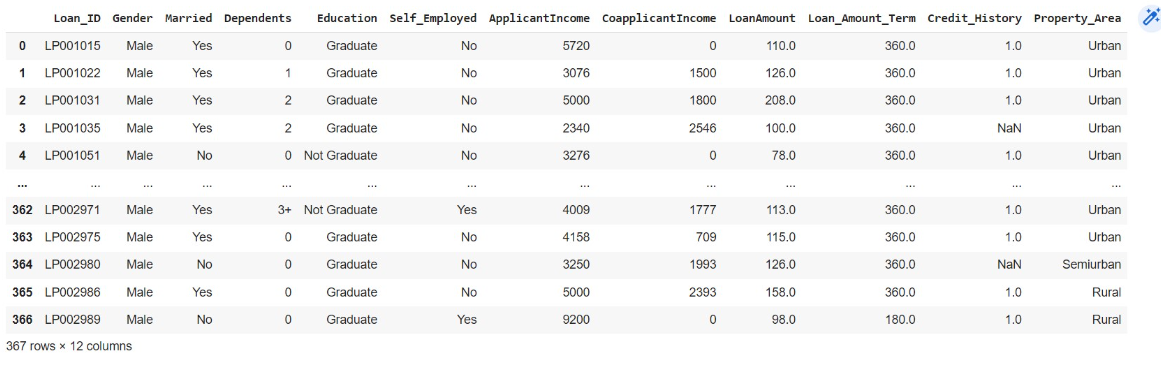 Loan_ID Gender Married Dependents Education Self_Employed ApplicantIncome CoapplicantIncome LoanAmount Loan_Amount_Term Credit_History Property_Area
0 LP001015 Male Yes 0 Graduate No 5720 0 110.0 360.0 1.0 Urban
1 LP001022 Male Yes 1 Graduate No 3076 1500 126.0 360.0 1.0 Urban
2 LP001031 Male Yes 2 Graduate No 5000 1800 208.0 360.0 1.0 Urban
3 LP001035 Male Yes 2 Graduate No 2340 2546 100.0 360.0 NaN Urban
4 LP001051 Male No 0 Not Graduate No 3276 0 78.0 360.0 1.0 Urban
... ... ... ... ... ... ... ... ... ... ... ... ...
362 LP002971 Male Yes 3+ Not Graduate Yes 4009 1777 113.0 360.0 1.0 Urban
363 LP002975 Male Yes 0 Graduate No 4158 709 115.0 360.0 1.0 Urban
364 LP002980 Male No 0 Graduate No 3250 1993 126.0 360.0 NaN Semiurban
365 LP002986 Male Yes 0 Graduate No 5000 2393 158.0 360.0 1.0 Rural
366 LP002989 Male No 0 Graduate Yes 9200 0 98.0 180.0 1.0 Rural
367 rows × 12 columns